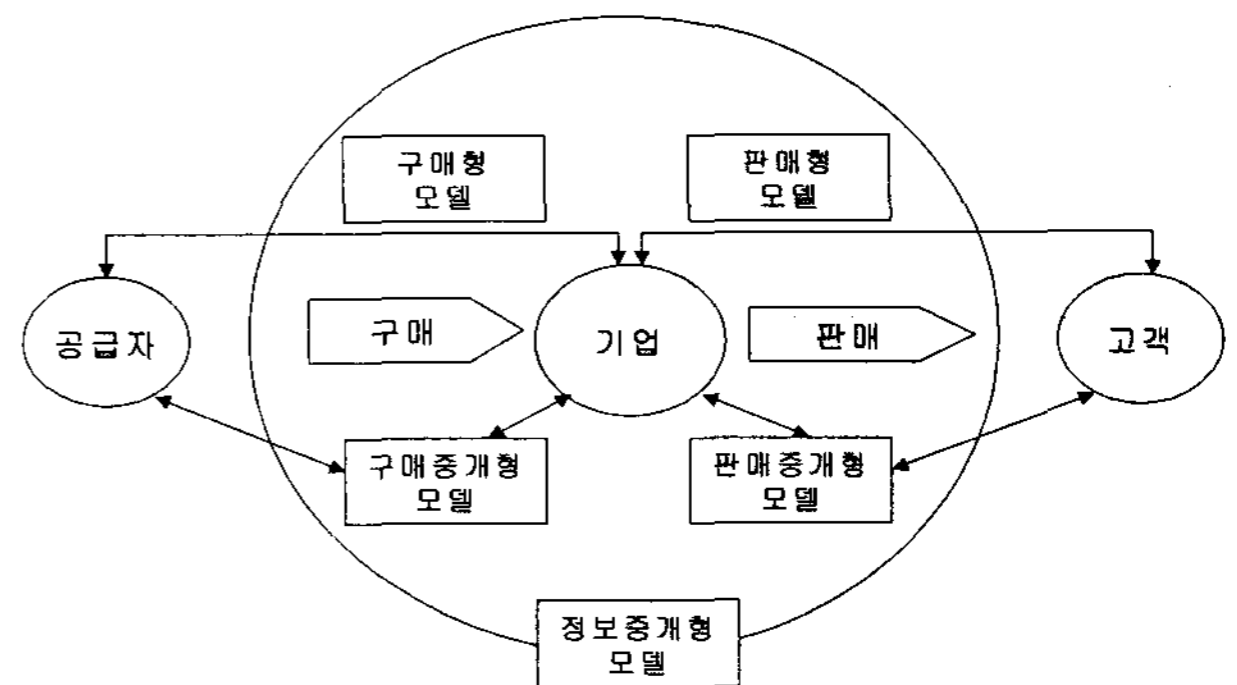 구매형
모델
판매형
모델
공급자
구매
기업
판매
고객
구매중개형
모델
판매중개형
모델
정보중개형
모델